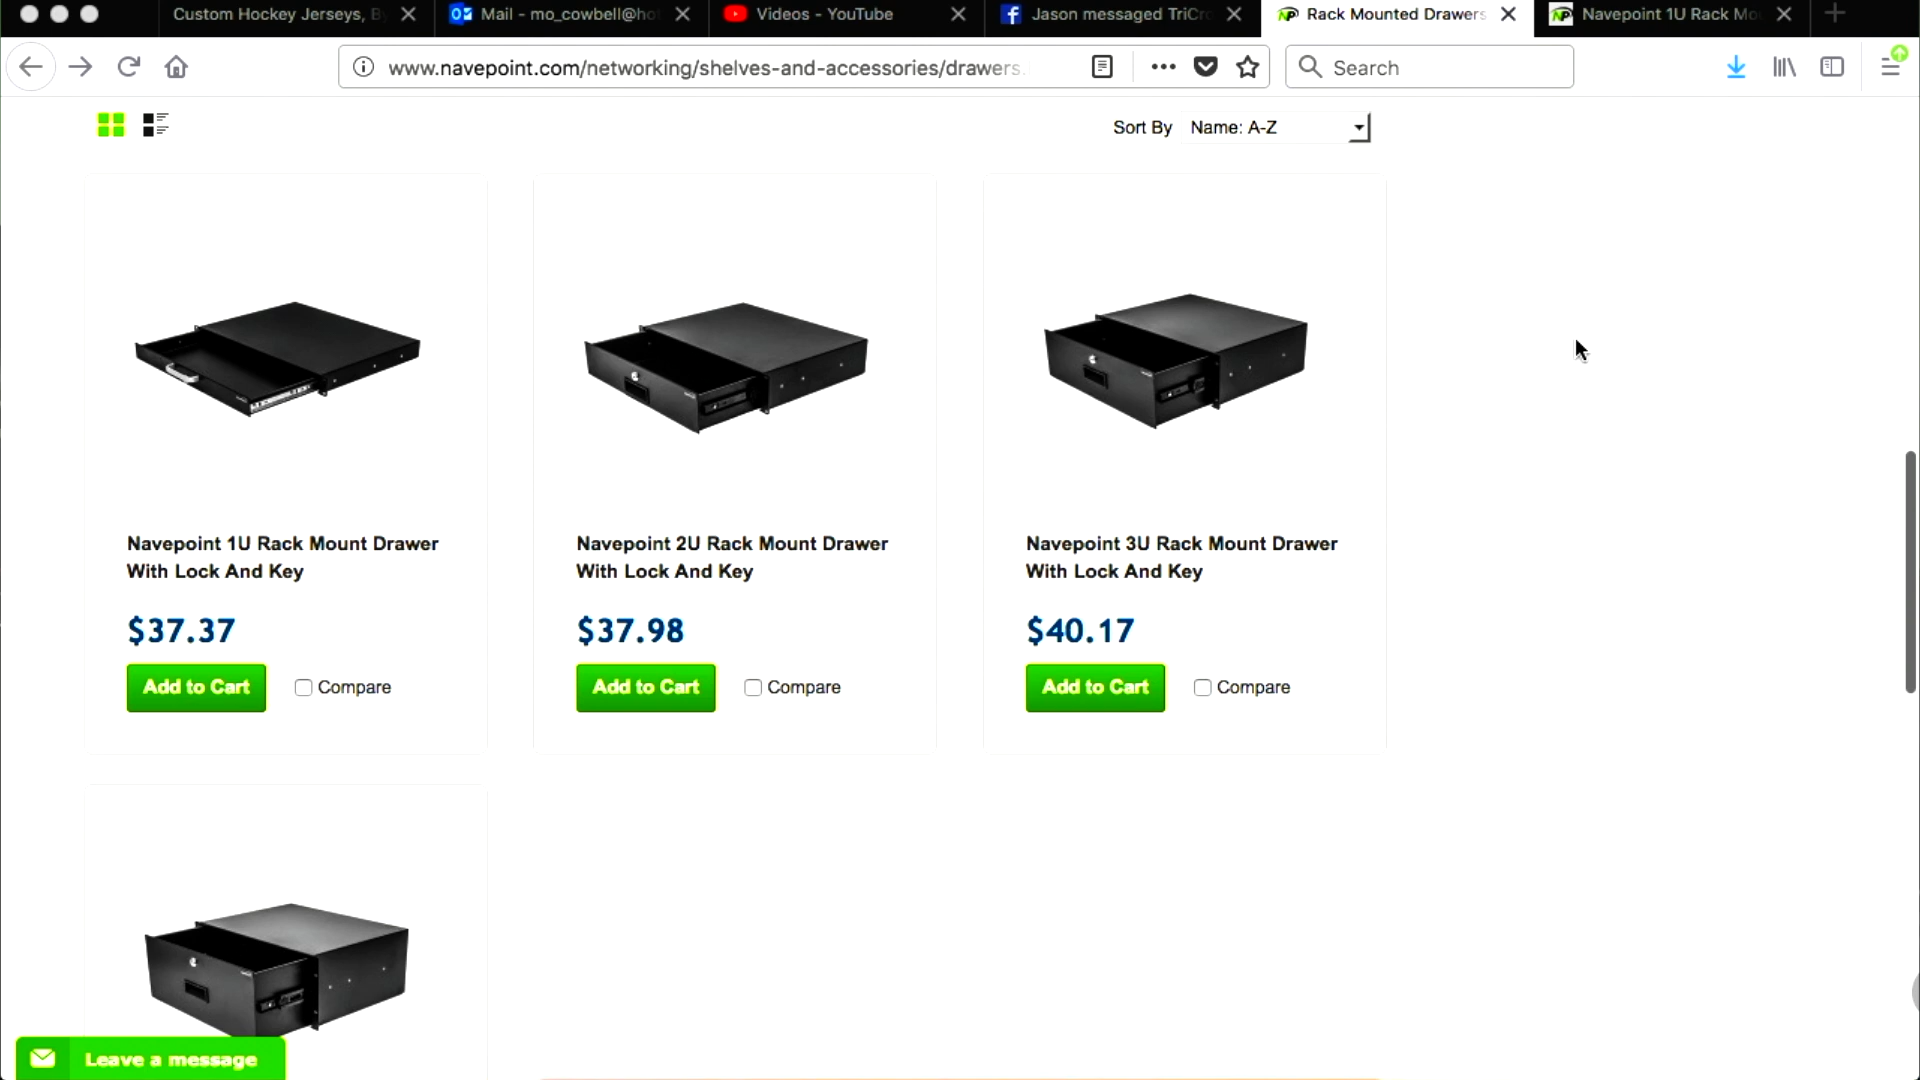 Custom Hockey Jerseys, By
Mail - mo_cowbell@ho
Videos - YouTube
Jason messaged TriCr
Rack Mounted Drawers
Navepoint 1U Rack Mo
www.navepoint.com/networking/shelves-and-accessories/drawers.
Search
Sort By Name: A-Z
Navepoint 1U Rack Mount Drawer
With Lock And Key
$37.37
Add to Cart
Compare
Navepoint 2U Rack Mount Drawer
With Lock And Key
$37.98
Add to Cart
Compare
Navepoint 3U Rack Mount Drawer
With Lock And Key
$40.17
Add to Cart
Compare
Leave a message